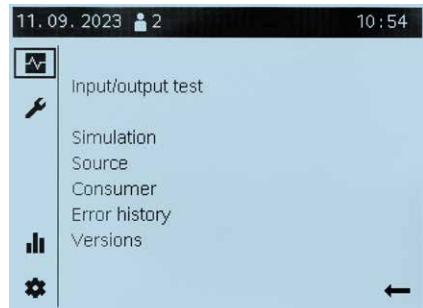 11.09.2023 2 10:54
Input/output test
Simulation
Source
Consumer
Error history
Versions